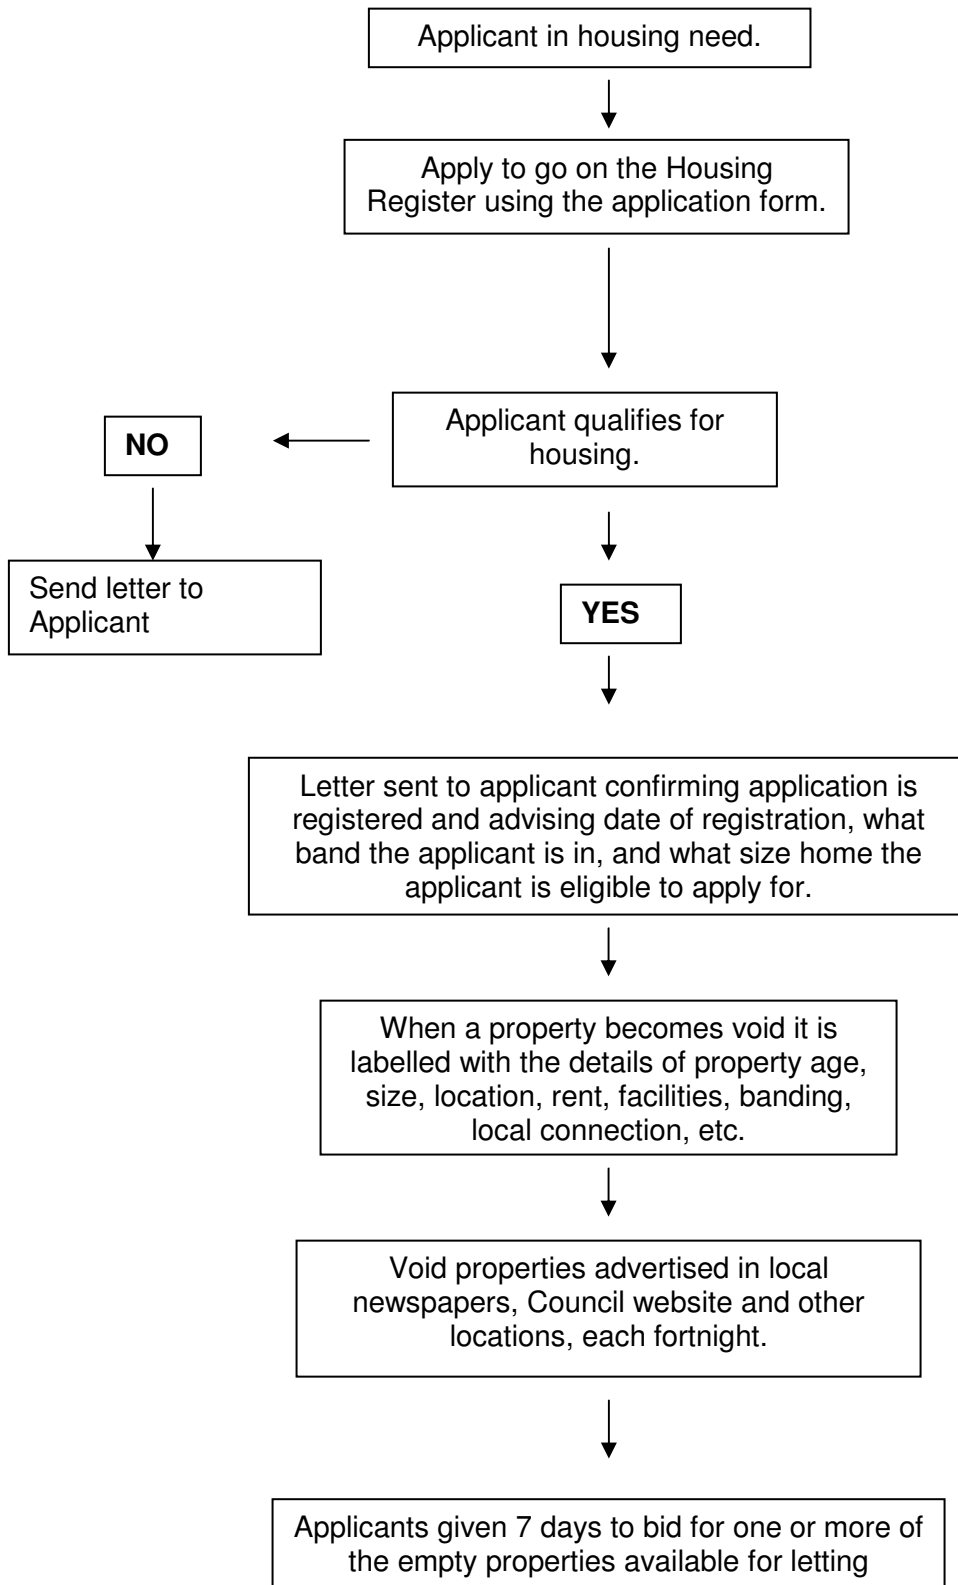 Applicant in housing need.
Apply to go on the Housing
Register using the application form.
Applicant qualifies for
housing.
NO
Send letter to
Applicant
YES
Letter sent to applicant confirming application is
registered and advising date of registration, what
band the applicant is in, and what size home the
applicant is eligible to apply for.
When a property becomes void it is
labelled with the details of property age,
size, location, rent, facilities, banding,
local connection, etc.
Void properties advertised in local
newspapers, Council website and other
locations, each fortnight.
Applicants given 7 days to bid for one or more of
the empty properties available for letting